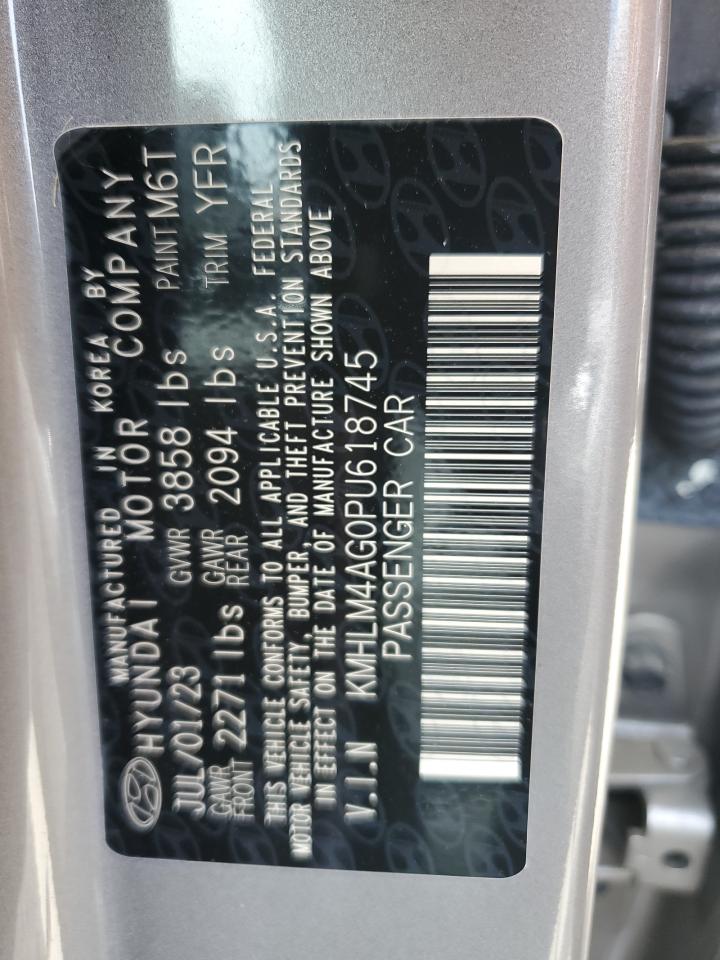 MANUFACTURED IN KOREA BY
HYUNDAI MOTOR COMPANY
JUL/01/23 GVWR 3858 lbs PAINT M6T
GAWR FRONT 2271 lbs GAWR REAR 2094 lbs TRIM YFR
THIS VEHICLE CONFORMS TO ALL APPLICABLE U.S.A. FEDERAL
MOTOR VEHICLE SAFETY, BUMPER, AND THEFT PREVENTION STANDARDS
IN EFFECT ON THE DATE OF MANUFACTURE SHOWN ABOVE
V.I.N KMHLM4AG0PU618745
PASSENGER CAR